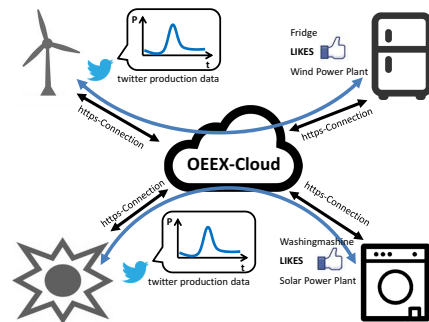 P
t
twitter production data
Fridge
LIKES
Wind Power Plant
https-Connection
https-Connection
OEEX-Cloud
https-Connection
https-Connection
P
t
twitter production data
Washingmashine
LIKES
Solar Power Plant